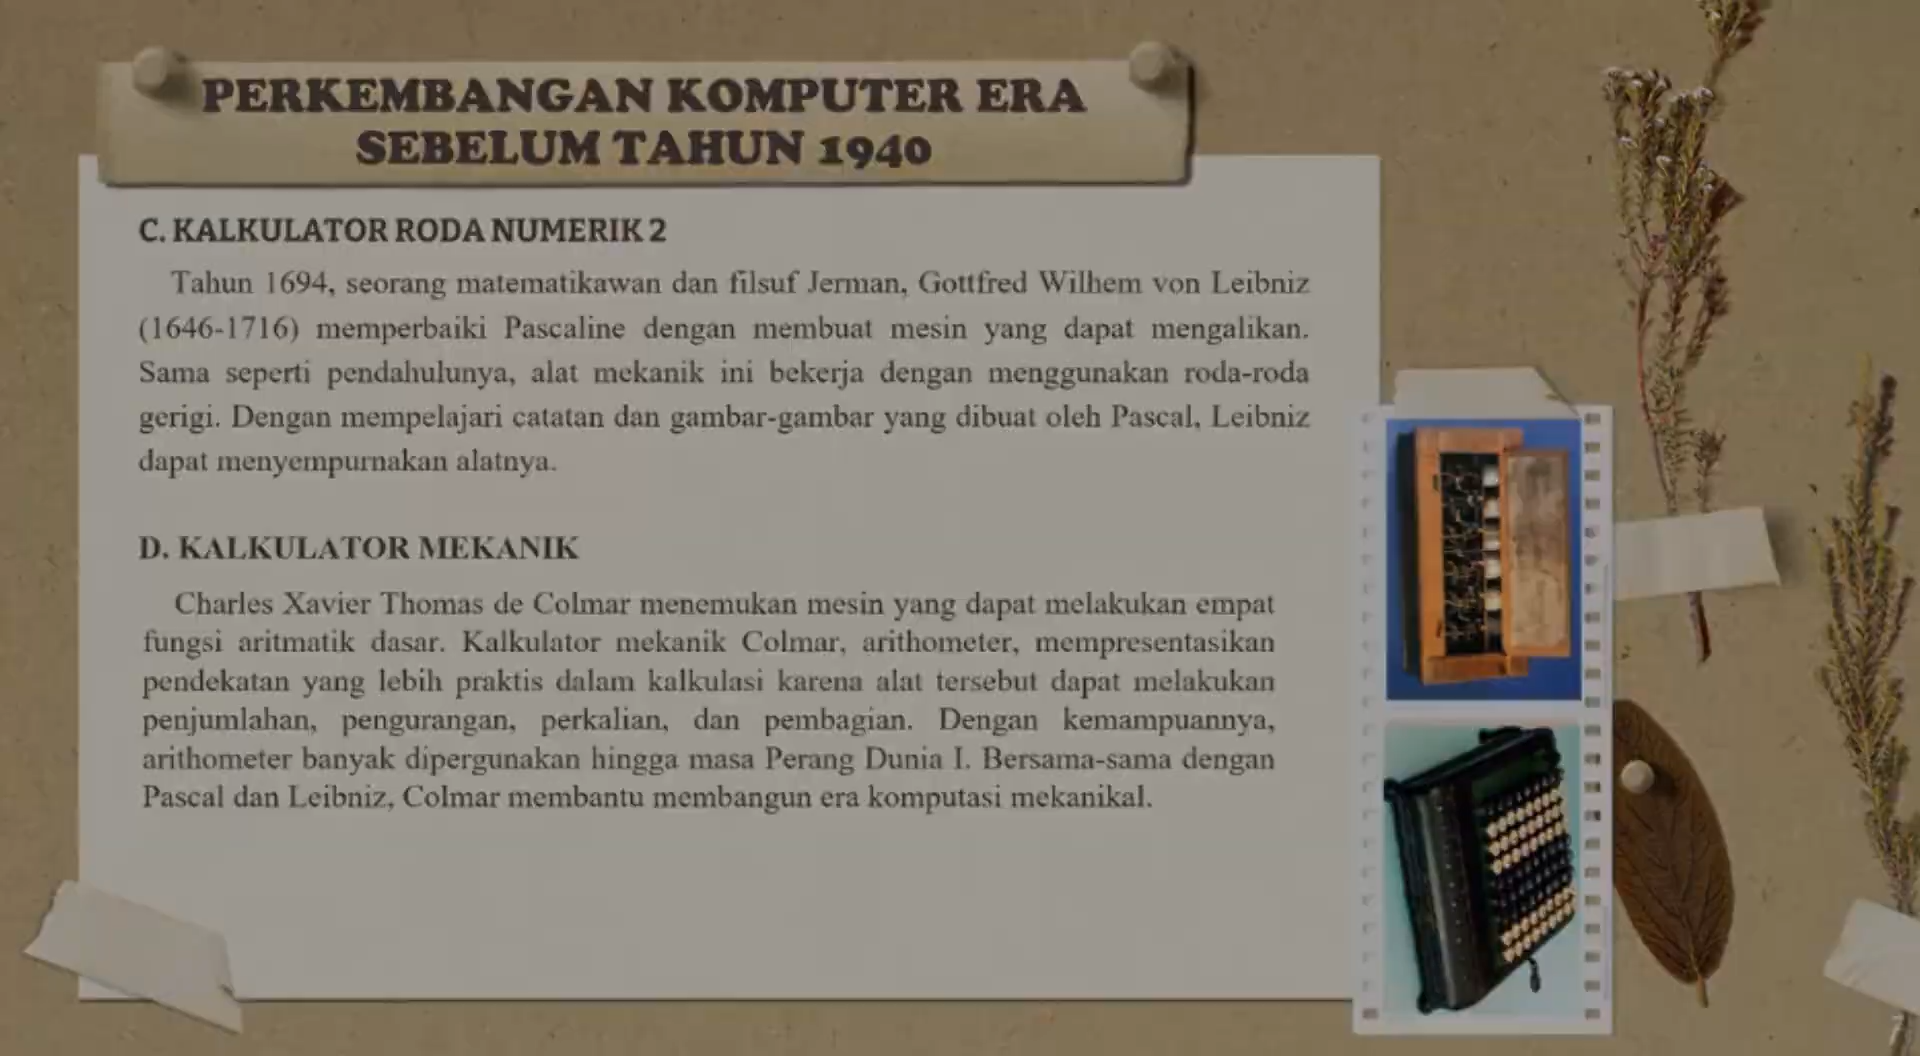 PERKEMBANGAN KOMPUTER ERA
SEBELUM TAHUN 1940
C. KALKULATOR RODA NUMERIK 2
Tahun 1694, seorang matematikawan dan filsuf Jerman, Gottfred Wilhem von Leibniz
(1646-1716) memperbaiki Pascaline dengan membuat mesin yang dapat mengalikan.
Sama seperti pendahulunya, alat mekanik ini bekerja dengan menggunakan roda-roda
gerigi. Dengan mempelajari catatan dan gambar-gambar yang dibuat oleh Pascal, Leibniz
dapat menyempurnakan alatnya.
D. KALKULATOR MEKANIK
Charles Xavier Thomas de Colmar menemukan mesin yang dapat melakukan empat
fungsi aritmatik dasar. Kalkulator mekanik Colmar, arithometer, mempresentasikan
pendekatan yang lebih praktis dalam kalkulasi karena alat tersebut dapat melakukan
penjumlahan, pengurangan, perkalian, dan pembagian. Dengan kemampuannya,
arithometer banyak dipergunakan hingga masa Perang Dunia I. Bersama-sama dengan
Pascal dan Leibniz, Colmar membantu membangun era komputasi mekanikal.